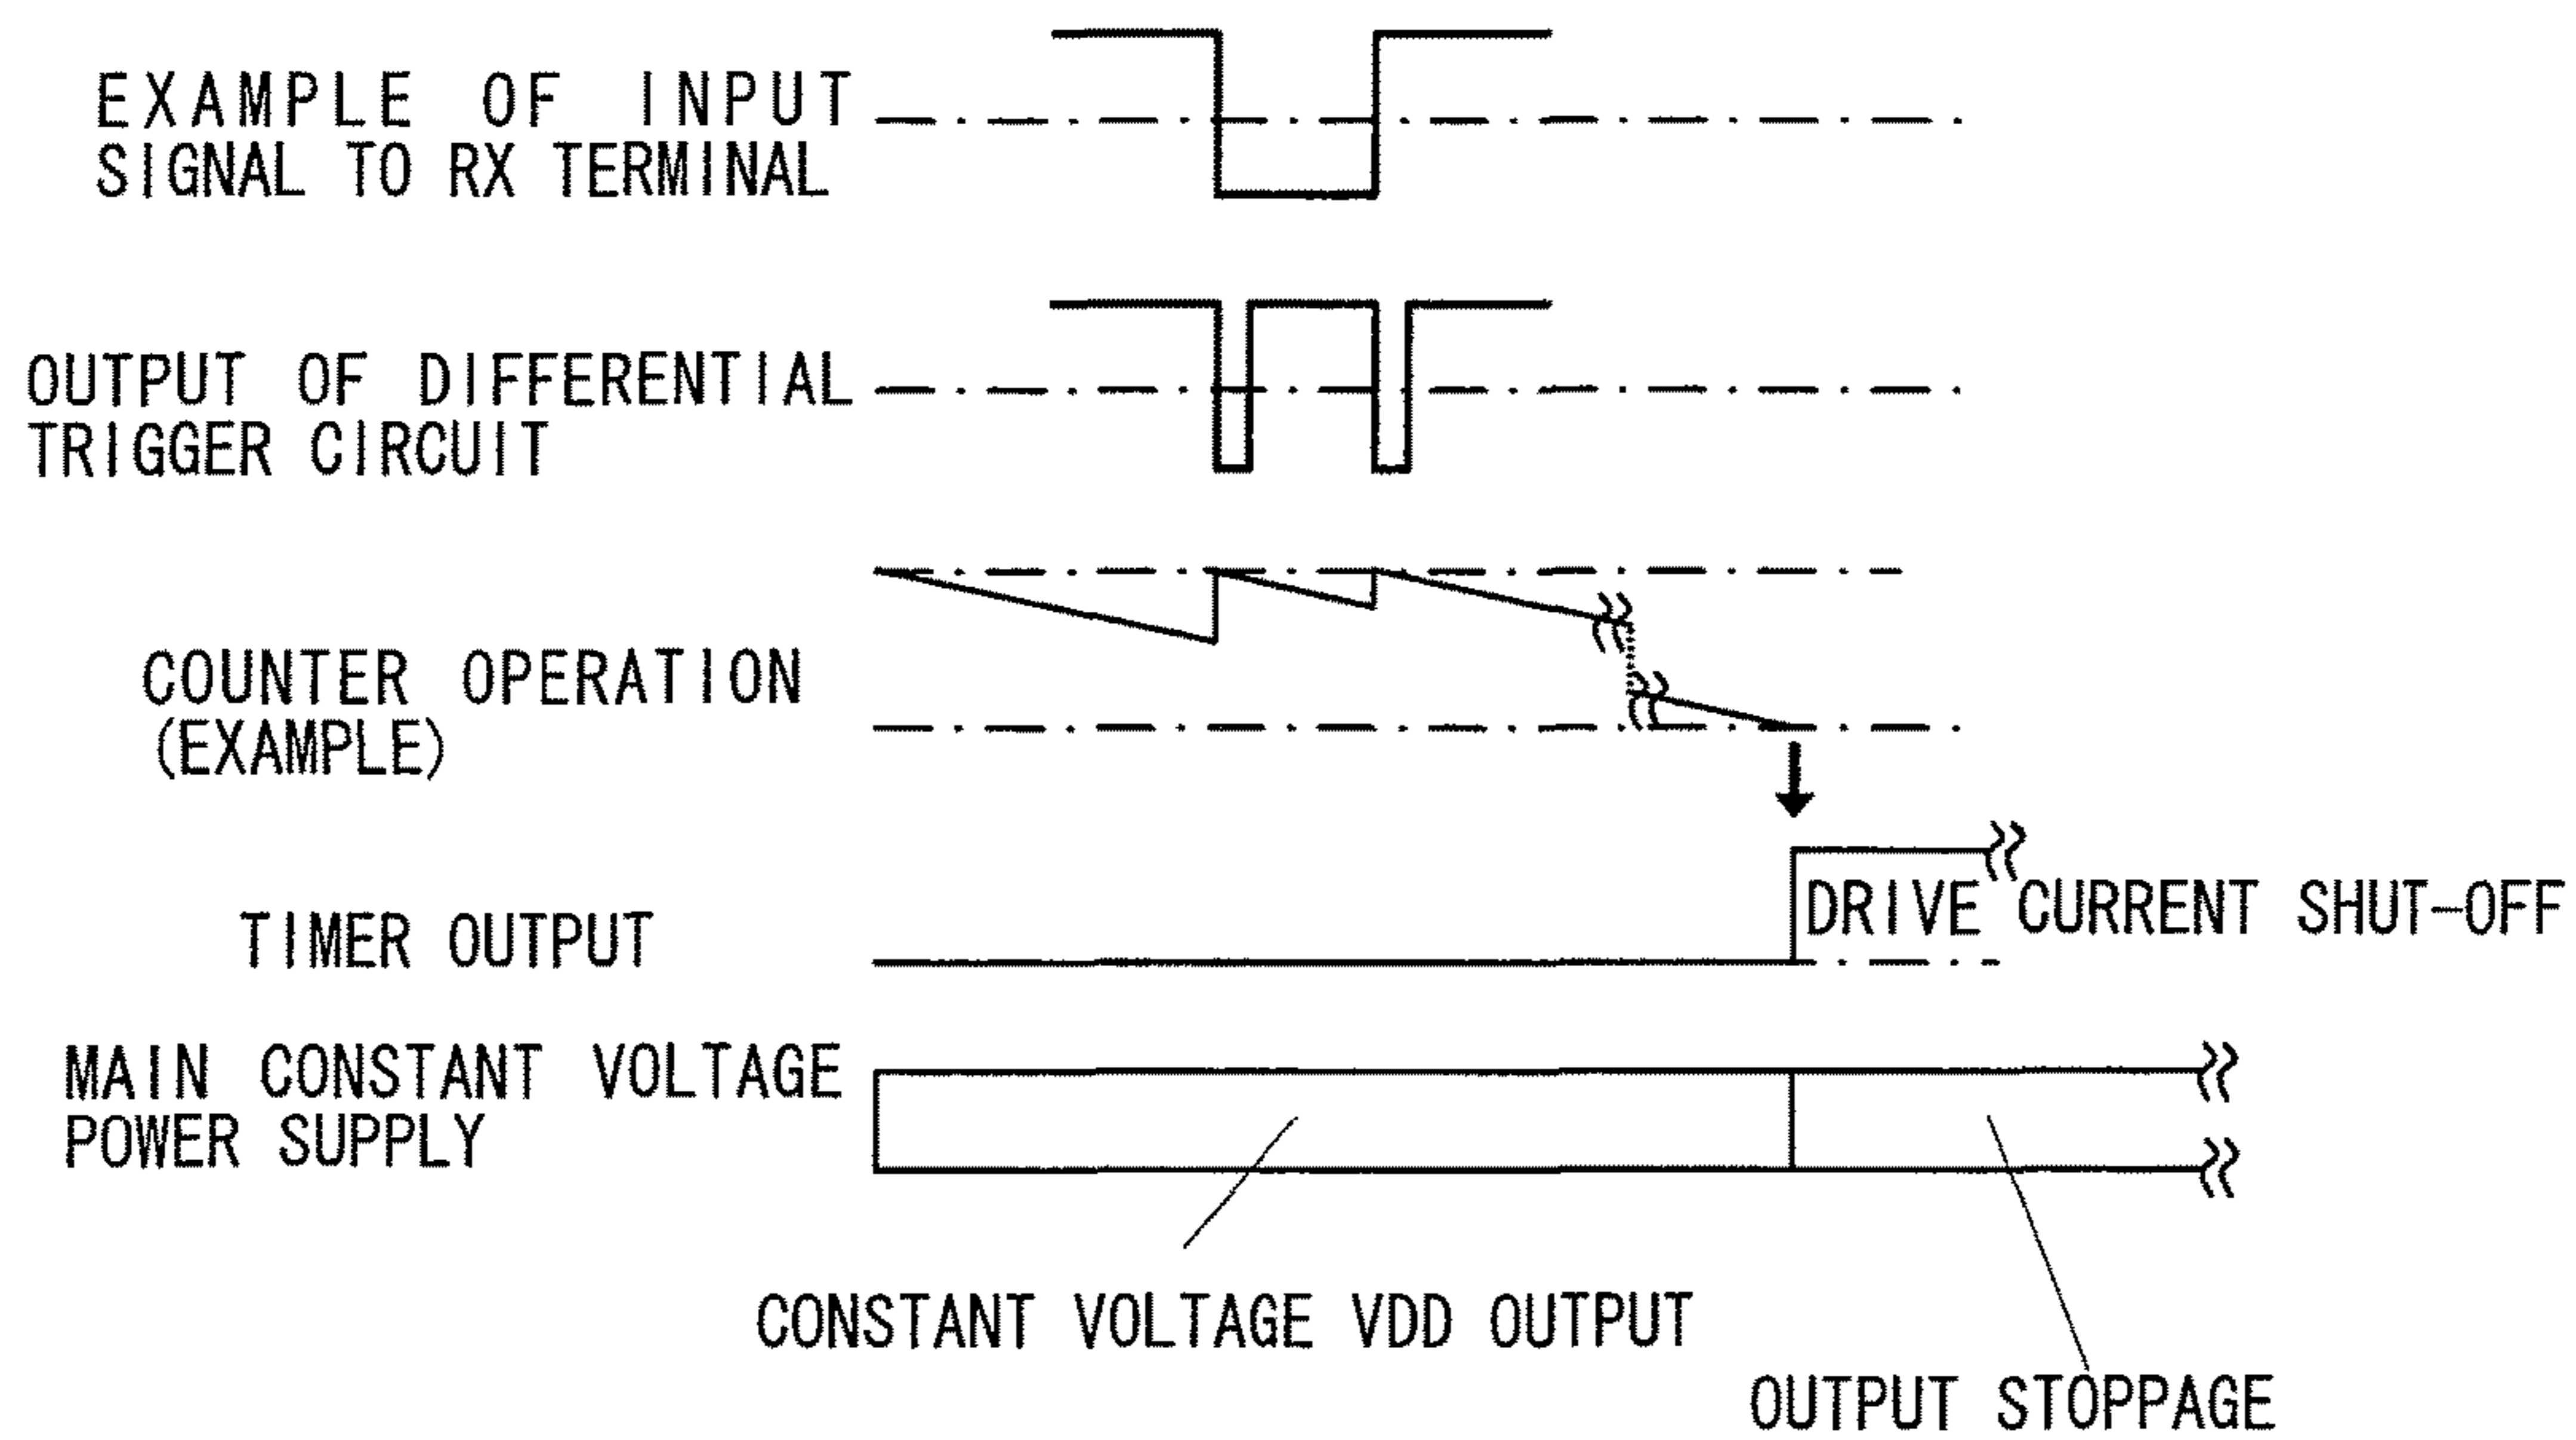 EXAMPLE OF INPUT
SIGNAL TO RX TERMINAL
OUTPUT OF DIFFERENTIAL
TRIGGER CIRCUIT
COUNTER OPERATION
(EXAMPLE)
TIMER OUTPUT
DRIVE CURRENT SHUT-OFF
MAIN CONSTANT VOLTAGE
POWER SUPPLY
CONSTANT VOLTAGE VDD OUTPUT
OUTPUT STOPPAGE